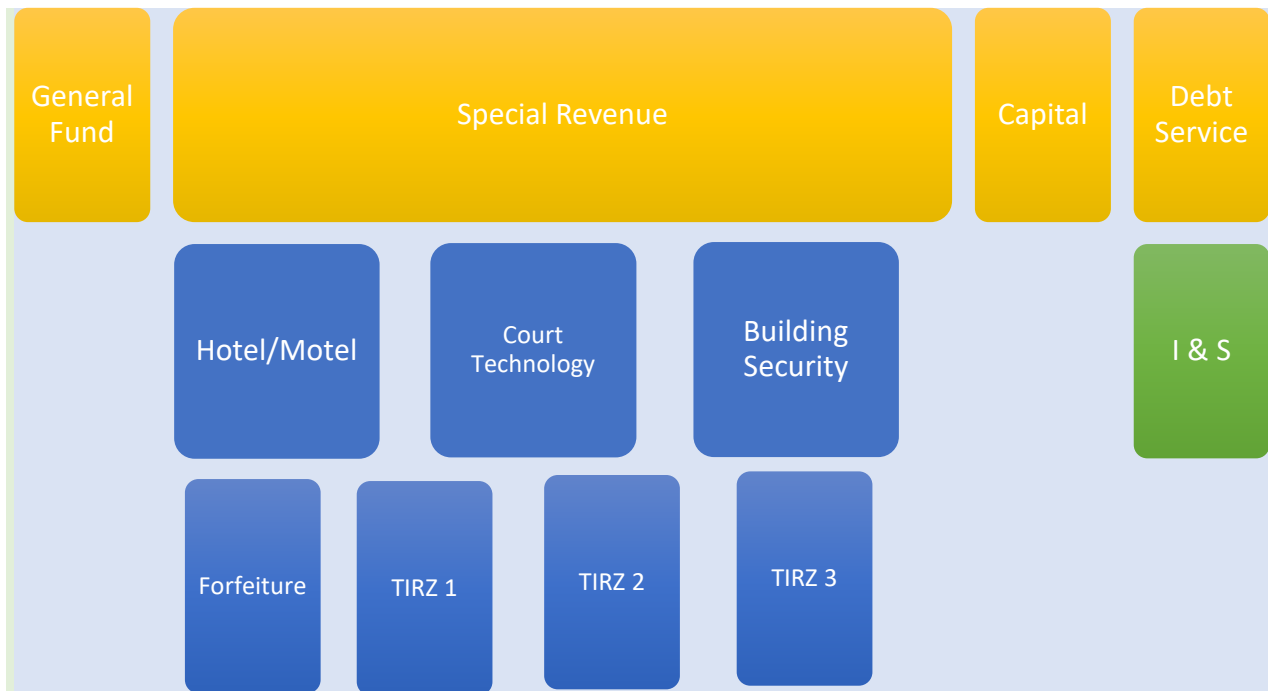 General
Fund
Special Revenue
Capital
Debt
Service
Hotel/Motel
Court
Technology
Building
Security
I & S
Forfeiture
TIRZ 1
TIRZ 2
TIRZ 3